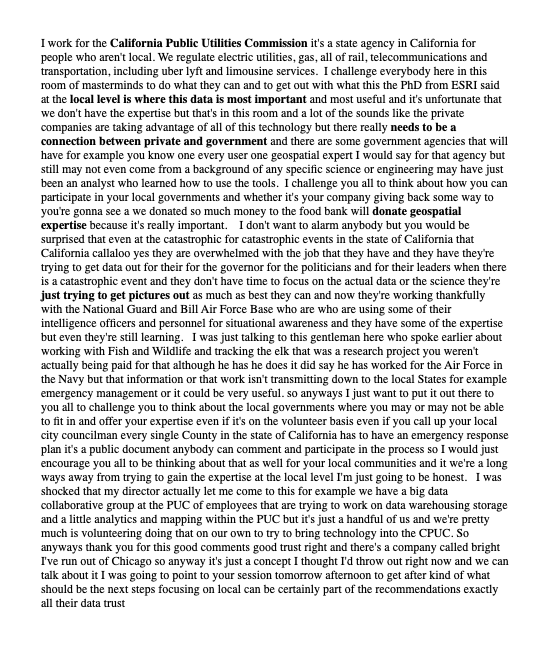 I work for the California Public Utilities Commission it's a state agency in California for
people who aren't local. We regulate electric utilities, gas, all of rail, telecommunications and
transportation, including uber lyft and limousine services.  I challenge everybody here in this
room of masterminds to do what they can and to get out with what this the PhD from ESRI said
at the local level is where this data is most important and most useful and it's unfortunate that
we don't have the expertise but that's in this room and a lot of the sounds like the private
companies are taking advantage of all of this technology but there really needs to be a
connection between private and government and there are some government agencies that will
have for example you know one every user one geospatial expert I would say for that agency but
still may not even come from a background of any specific science or engineering may have just
been an analyst who learned how to use the tools.  I challenge you all to think about how you can
participate in your local governments and whether it's your company giving back some way to
you're gonna see a we donated so much money to the food bank will donate geospatial
expertise because it's really important.    I don't want to alarm anybody but you would be
surprised that even at the catastrophic for catastrophic events in the state of California that
California callaloo yes they are overwhelmed with the job that they have and they have they're
trying to get data out for their for the governor for the politicians and for their leaders when there
is a catastrophic event and they don't have time to focus on the actual data or the science they're
just trying to get pictures out as much as best they can and now they're working thankfully
with the National Guard and Bill Air Force Base who are who are using some of their
intelligence officers and personnel for situational awareness and they have some of the expertise
but even they're still learning.   I was just talking to this gentleman here who spoke earlier about
working with Fish and Wildlife and tracking the elk that was a research project you weren't
actually being paid for that although he has he does it did say he has worked for the Air Force in
the Navy but that information or that work isn't transmitting down to the local States for example
emergency management or it could be very useful. so anyways I just want to put it out there to
you all to challenge you to think about the local governments where you may or may not be able
to fit in and offer your expertise even if it's on the volunteer basis even if you call up your local
city councilman every single County in the state of California has to have an emergency response
plan it's a public document anybody can comment and participate in the process so I would just
encourage you all to be thinking about that as well for your local communities and it we're a long
ways away from trying to gain the expertise at the local level I'm just going to be honest.   I was
shocked that my director actually let me come to this for example we have a big data
collaborative group at the PUC of employees that are trying to work on data warehousing storage
and a little analytics and mapping within the PUC but it's just a handful of us and we're pretty
much is volunteering doing that on our own to try to bring technology into the CPUC. So
anyways thank you for this good comments good trust right and there's a company called bright
I've run out of Chicago so anyway it's just a concept I thought I'd throw out right now and we can
talk about it I was going to point to your session tomorrow afternoon to get after kind of what
should be the next steps focusing on local can be certainly part of the recommendations exactly
all their data trust